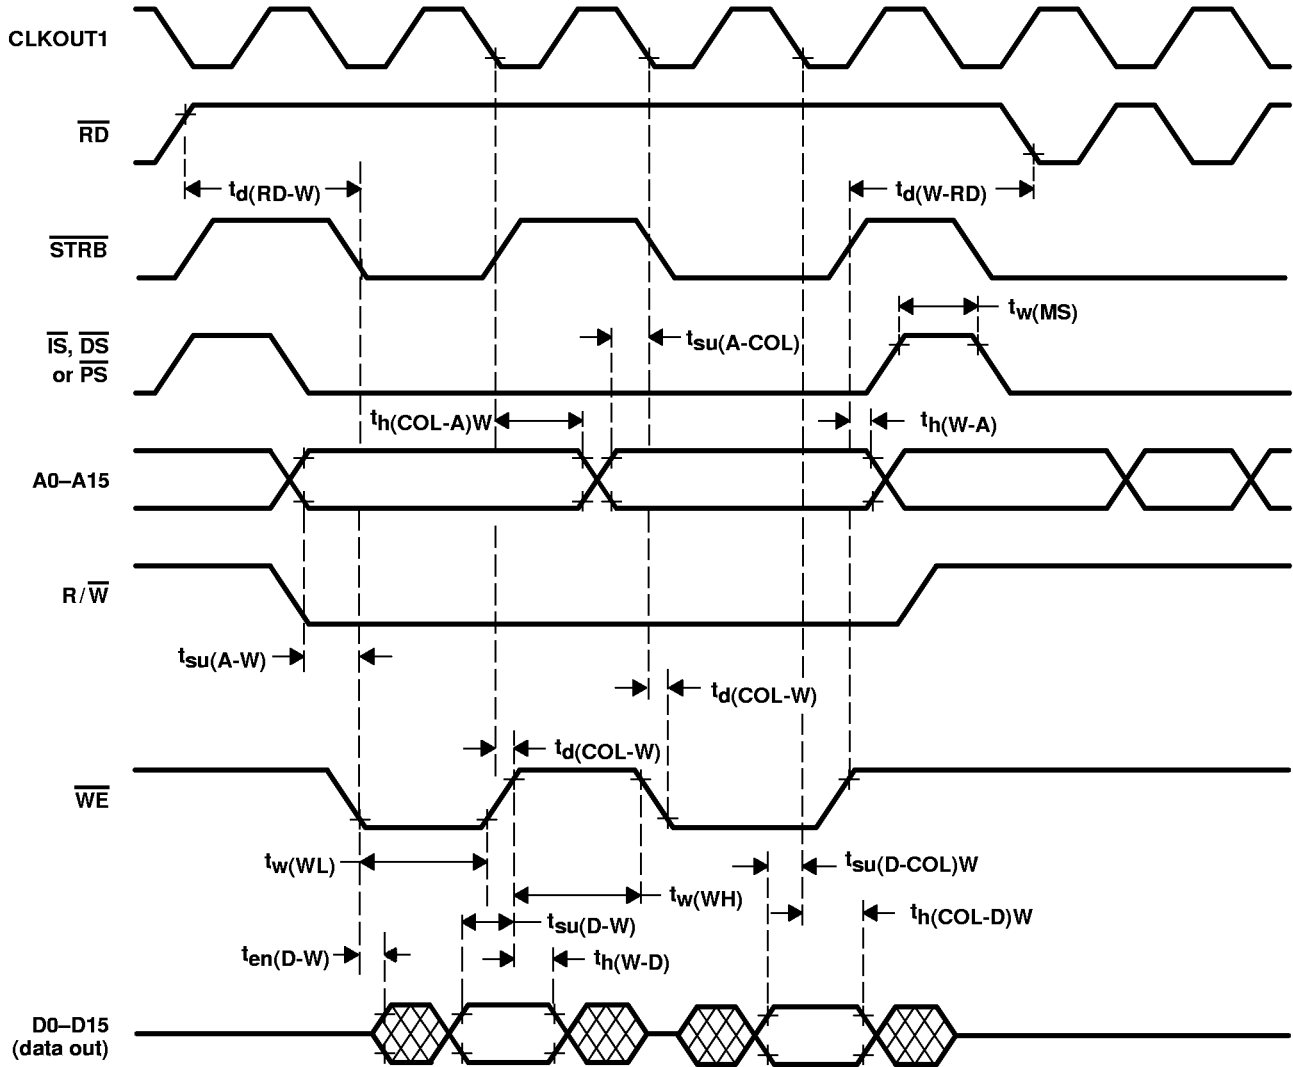 CLKOUT1
RD
td(RD-W)
td(W-RD)
STRB
tw(MS)
IS, DS
or PS
tsu(A-COL)
th(COL-A)W
th(W-A)
A0–A15
R/W
tsu(A-W)
td(COL-W)
td(COL-W)
WE
tw(WL)
tsu(D-COL)W
tw(WH)
th(COL-D)W
tsu(D-W)
ten(D-W)
th(W-D)
D0–D15
(data out)